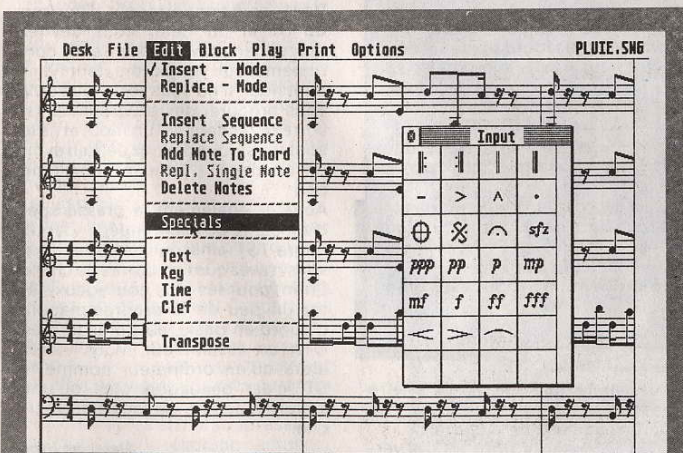 Desk File Edit Block Play Print Options PLUIE.SNG
✓ Insert - Mode
Replace - Mode
Insert Sequence
Replace Sequence
Add Note To Chord
Repl. Single Note
Delete Notes
Specials
Text
Key
Time
Clef
Transpose
Input
sfz
ppp pp p mp
mf f ff fff